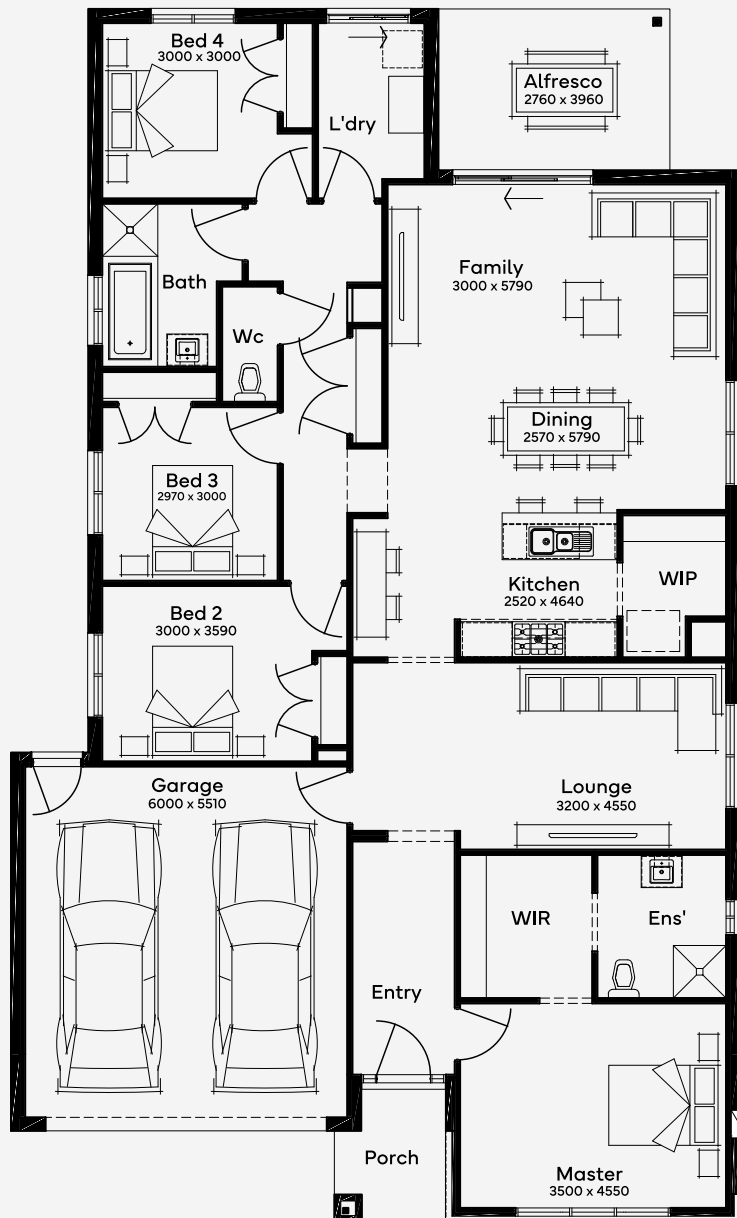 Bed 4
3000 x 3000
L'dry
Alfresco
2760 x 3960
Bath
Family
3000 x 5790
Wc
Dining
2570 x 5790
Bed 3
2970 x 3000
Kitchen
2520 x 4640
WIP
Bed 2
3000 x 3590
Garage
6000 x 5510
Lounge
3200 x 4550
WIR
Ens'
Entry
Porch
Master
3500 x 4550